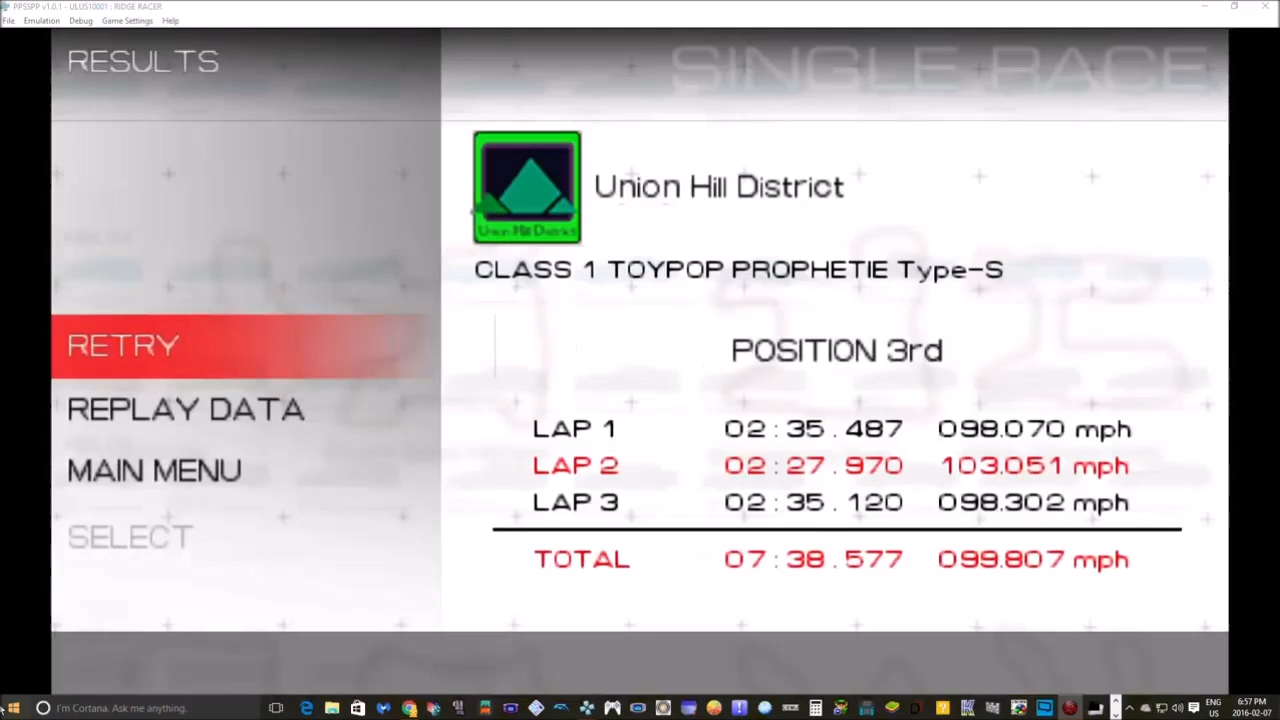 PPSSPP v1.0.1 - ULUS10001 : RIDGE RACER
File Emulation Debug Game Settings Help
RESULTS
SINGLE RACE
Union Hill District
Union Hill District
CLASS 1 TOYPOP PROPHETIE Type-S
RETRY
POSITION 3rd
REPLAY DATA
LAP 1 02:35.487 098.070 mph
MAIN MENU
LAP 2 02:27.970 103.051 mph
LAP 3 02:35.120 098.302 mph
SELECT
TOTAL 07:38.577 099.807 mph
I'm Cortana. Ask me anything.
ENG
US
6:57 PM
2016-02-07